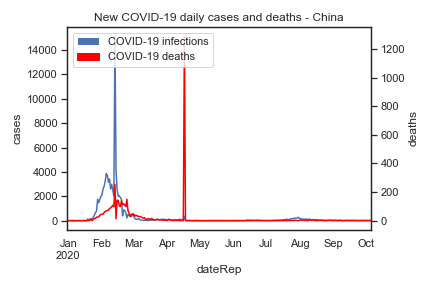 New COVID-19 daily cases and deaths - China
COVID-19 infections
COVID-19 deaths
14000
12000
10000
8000
6000
4000
2000
0
cases
1200
1000
800
600
400
200
0
deaths
Jan Feb Mar Apr May Jun Jul Aug Sep Oct
2020
dateRep